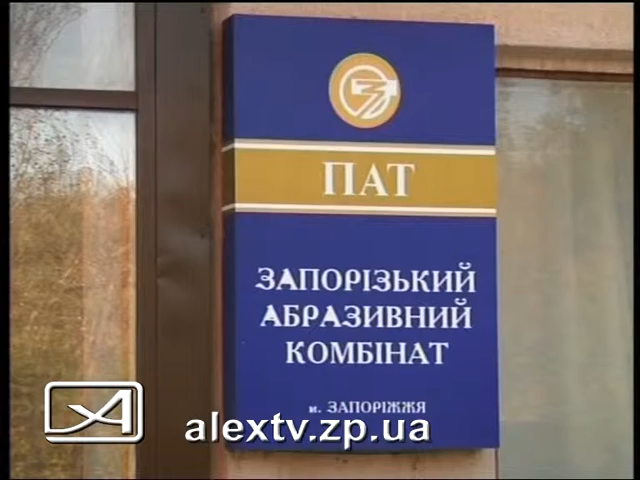 ПАТ
ЗАПОРІЗЬКИЙ
АБРАЗИВНИЙ
КОМБІНАТ
м. ЗАПОРІЖЖЯ
alextv.zp.ua